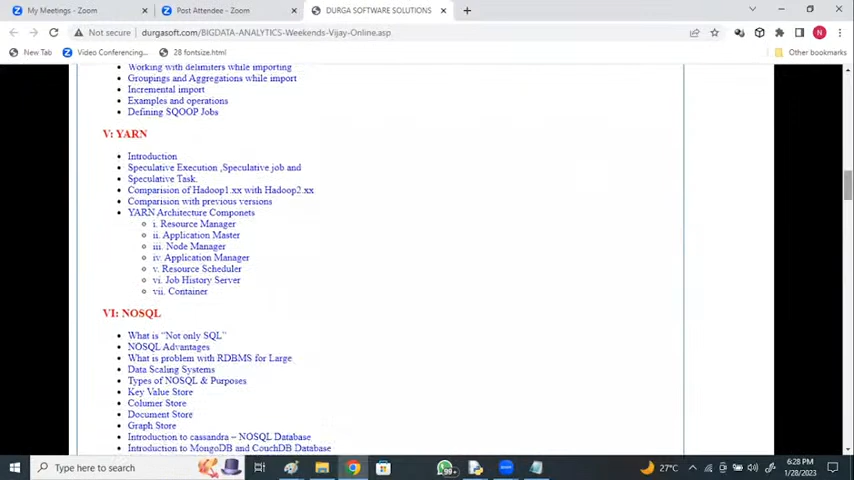 My Meetings - Zoom
Post Attendee - Zoom
DURGA SOFTWARE SOLUTIONS
Not secure | durgasoft.com/BIGDATA-ANALYTICS-Weekends-Vijay-Online.asp
N
New Tab
Video Conferencing...
28 fontsize.html
Other bookmarks
Working with delimiters while importing
Groupings and Aggregations while import
Incremental import
Examples and operations
Defining SQOOP Jobs
V: YARN
Introduction
Speculative Execution ,Speculative job and
Speculative Task.
Comparision of Hadoop1.xx with Hadoop2.xx
Comparision with previous versions
YARN Architecture Componets
i. Resource Manager
ii. Application Master
iii. Node Manager
iv. Application Manager
v. Resource Scheduler
vi. Job History Server
vii. Container
VI: NOSQL
What is “Not only SQL”
NOSQL Advantages
What is problem with RDBMS for Large
Data Scaling Systems
Types of NOSQL & Purposes
Key Value Store
Columer Store
Document Store
Graph Store
Introduction to cassandra – NOSQL Database
Introduction to MongoDB and CouchDB Database
Type here to search
99+
27°C
6:28 PM
1/28/2023